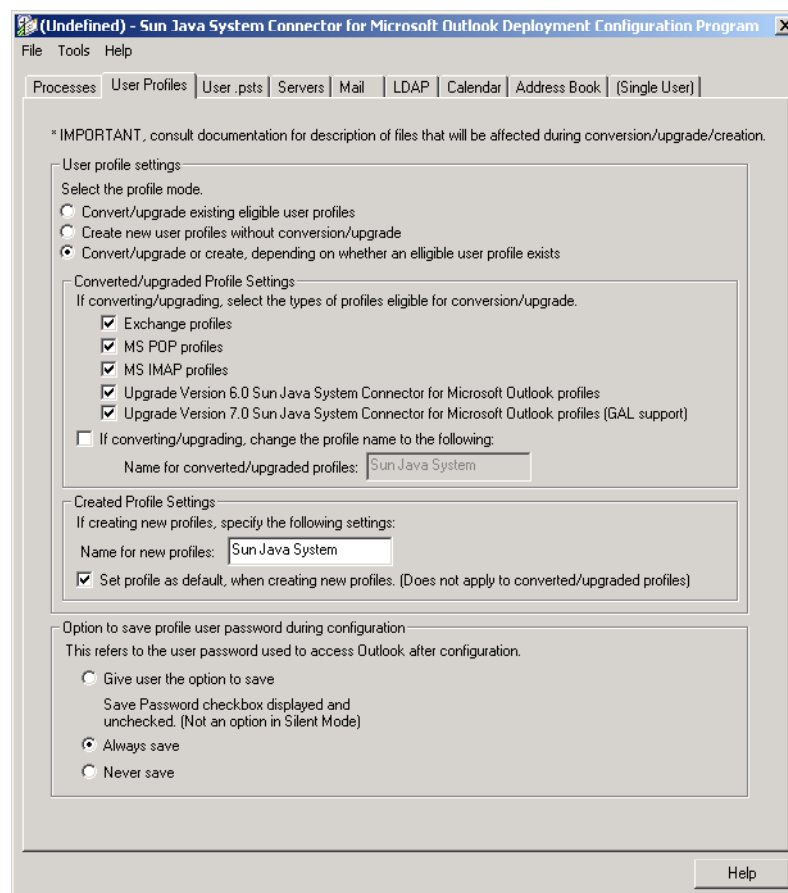 (Undefined) - Sun Java System Connector for Microsoft Outlook Deployment Configuration Program
File Tools Help
Processes User Profiles User .psts Servers Mail LDAP Calendar Address Book (Single User)
* IMPORTANT, consult documentation for description of files that will be affected during conversion/upgrade/creation.
User profile settings
Select the profile mode.
Convert/upgrade existing eligible user profiles
Create new user profiles without conversion/upgrade
Convert/upgrade or create, depending on whether an elligible user profile exists
Converted/upgraded Profile Settings
If converting/upgrading, select the types of profiles eligible for conversion/upgrade.
Exchange profiles
MS POP profiles
MS IMAP profiles
Upgrade Version 6.0 Sun Java System Connector for Microsoft Outlook profiles
Upgrade Version 7.0 Sun Java System Connector for Microsoft Outlook profiles (GAL support)
If converting/upgrading, change the profile name to the following:
Name for converted/upgraded profiles: Sun Java System
Created Profile Settings
If creating new profiles, specify the following settings:
Name for new profiles: Sun Java System
Set profile as default, when creating new profiles. (Does not apply to converted/upgraded profiles)
Option to save profile user password during configuration
This refers to the user password used to access Outlook after configuration.
Give user the option to save
Save Password checkbox displayed and
unchecked. (Not an option in Silent Mode)
Always save
Never save
Help